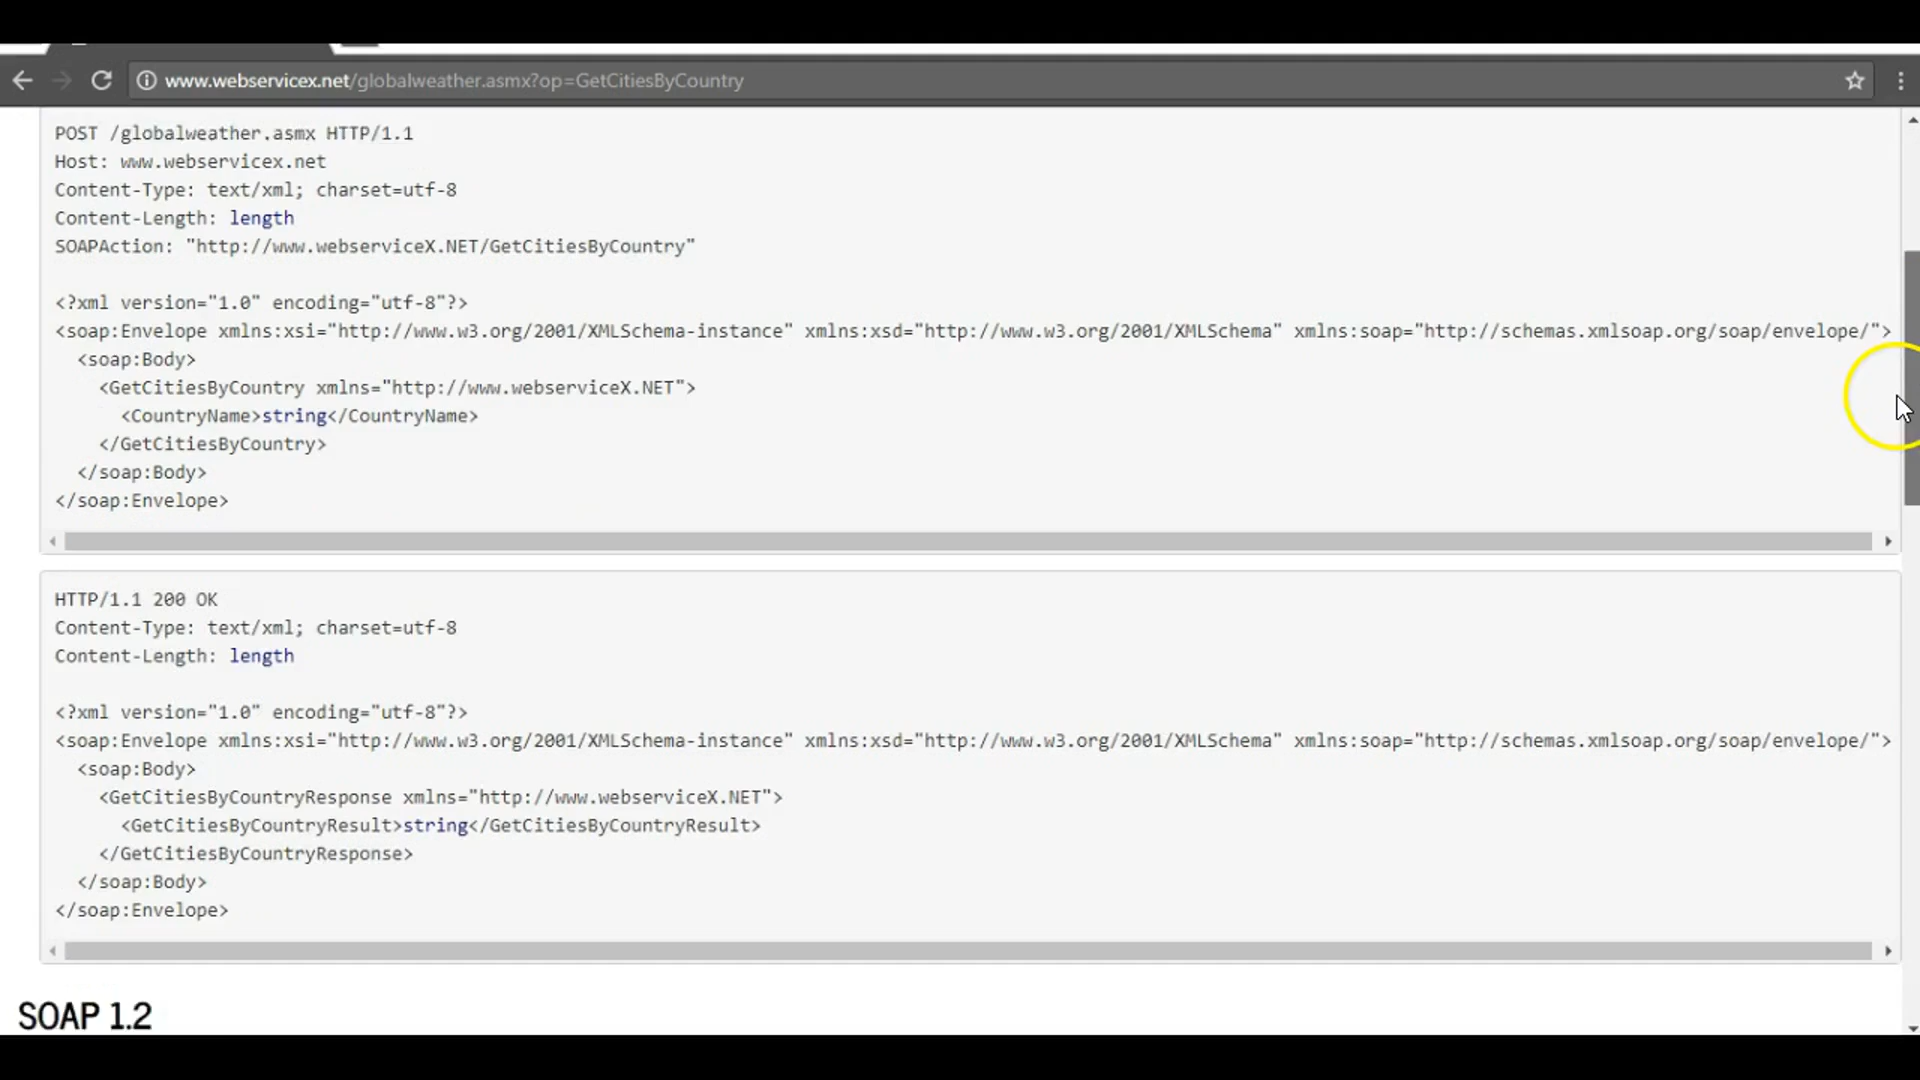 www.webservicex.net/globalweather.asmx?op=GetCitiesByCountry
POST /globalweather.asmx HTTP/1.1
Host: www.webservicex.net
Content-Type: text/xml; charset=utf-8
Content-Length: length
SOAPAction: "http://www.webserviceX.NET/GetCitiesByCountry"
<?xml version="1.0" encoding="utf-8"?>
<soap:Envelope xmlns:xsi="http://www.w3.org/2001/XMLSchema-instance" xmlns:xsd="http://www.w3.org/2001/XMLSchema" xmlns:soap="http://schemas.xmlsoap.org/soap/envelope/">
<soap:Body>
<GetCitiesByCountry xmlns="http://www.webserviceX.NET">
<CountryName>string</CountryName>
</GetCitiesByCountry>
</soap:Body>
</soap:Envelope>
HTTP/1.1 200 OK
Content-Type: text/xml; charset=utf-8
Content-Length: length
<?xml version="1.0" encoding="utf-8"?>
<soap:Envelope xmlns:xsi="http://www.w3.org/2001/XMLSchema-instance" xmlns:xsd="http://www.w3.org/2001/XMLSchema" xmlns:soap="http://schemas.xmlsoap.org/soap/envelope/">
<soap:Body>
<GetCitiesByCountryResponse xmlns="http://www.webserviceX.NET">
<GetCitiesByCountryResult>string</GetCitiesByCountryResult>
</GetCitiesByCountryResponse>
</soap:Body>
</soap:Envelope>
SOAP 1.2